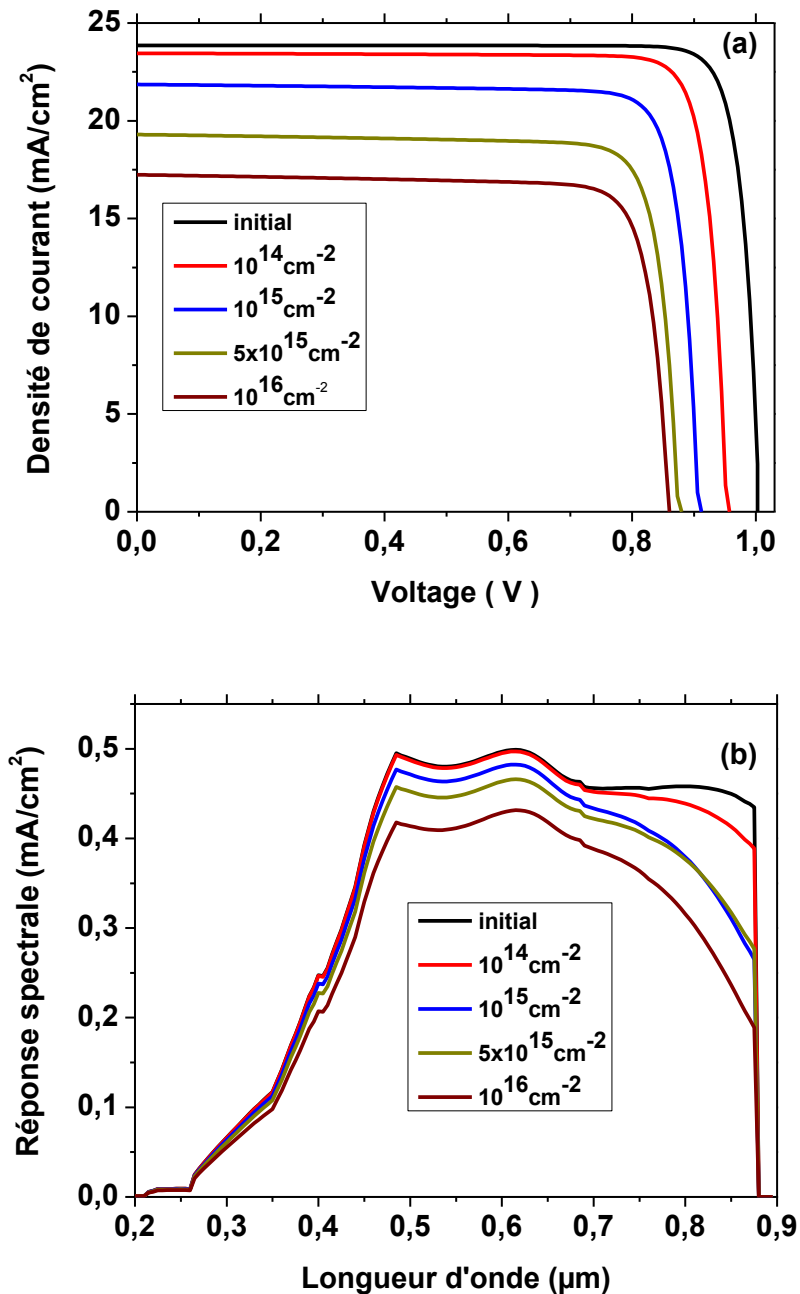 25
20
15
10
5
0
0,0 0,2 0,4 0,6 0,8 1,0
Densité de courant (mA/cm²)
Voltage ( V )
(a)
initial
10¹⁴cm⁻²
10¹⁵cm⁻²
5x10¹⁵cm⁻²
10¹⁶cm⁻²
0,5
0,4
0,3
0,2
0,1
0,0
0,2 0,3 0,4 0,5 0,6 0,7 0,8 0,9
Réponse spectrale (mA/cm²)
Longueur d'onde (µm)
(b)
initial
10¹⁴cm⁻²
10¹⁵cm⁻²
5x10¹⁵cm⁻²
10¹⁶cm⁻²